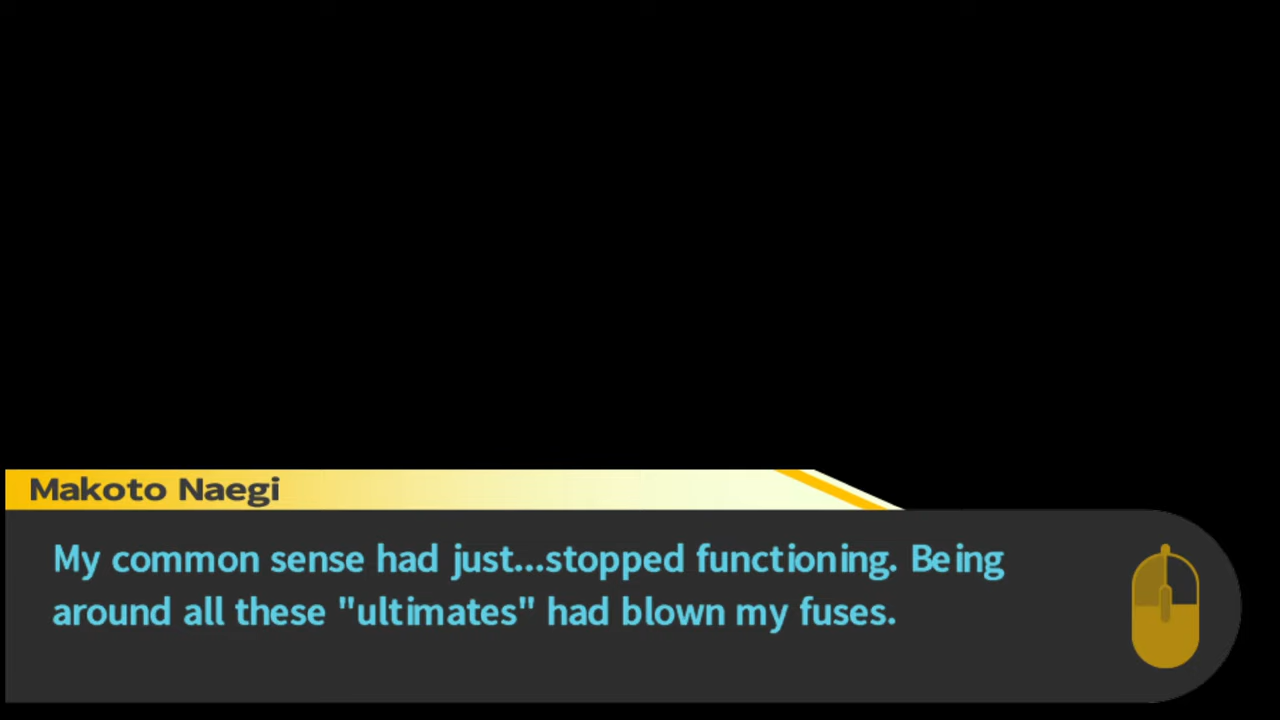 Makoto Naegi
My common sense had just...stopped functioning. Being
around all these "ultimates" had blown my fuses.